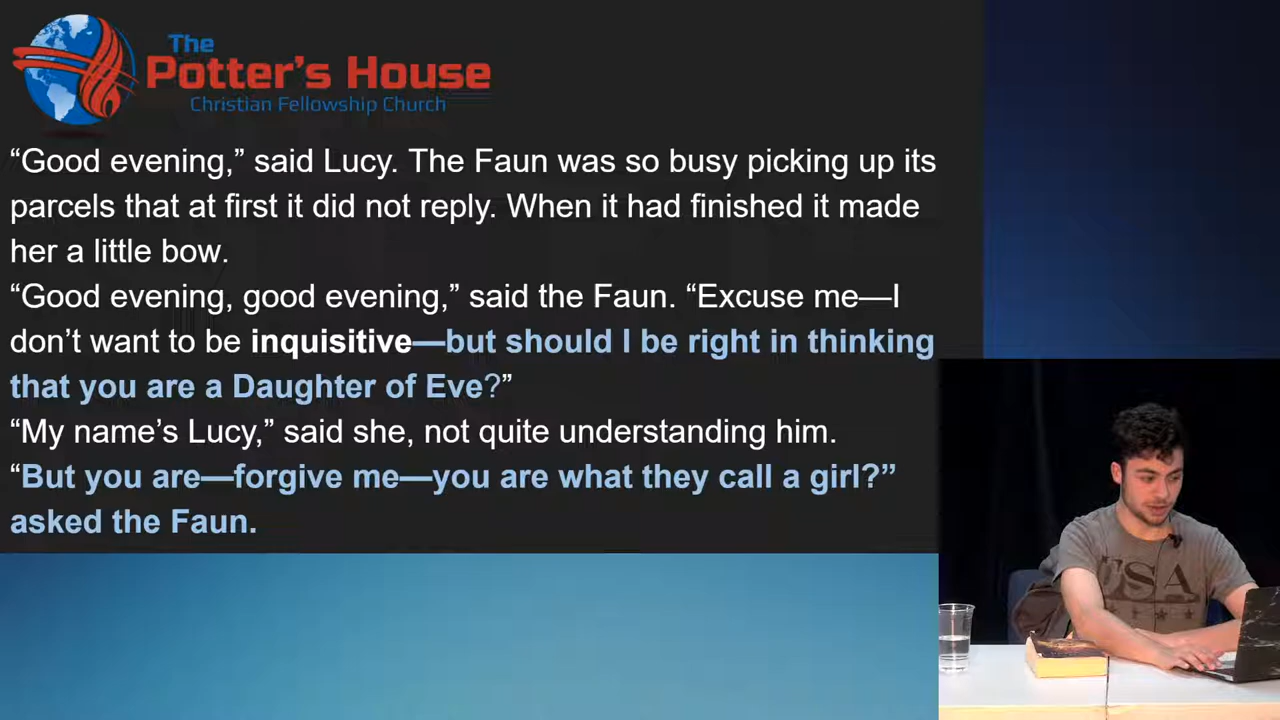 The
Potter's House
Christian Fellowship Church
“Good evening,” said Lucy. The Faun was so busy picking up its
parcels that at first it did not reply. When it had finished it made
her a little bow.
“Good evening, good evening,” said the Faun. “Excuse me—I
don’t want to be inquisitive—but should I be right in thinking
that you are a Daughter of Eve?”
“My name’s Lucy,” said she, not quite understanding him.
“But you are—forgive me—you are what they call a girl?”
asked the Faun.
USA